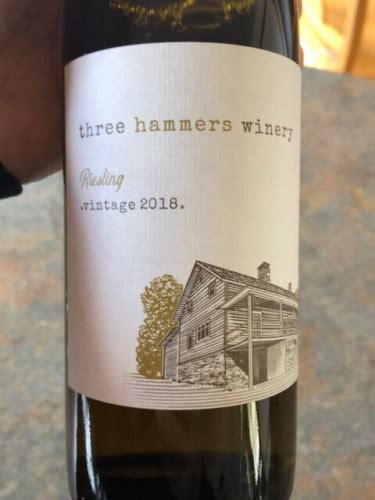 three hammers winery
Riesling
.vintage 2018.